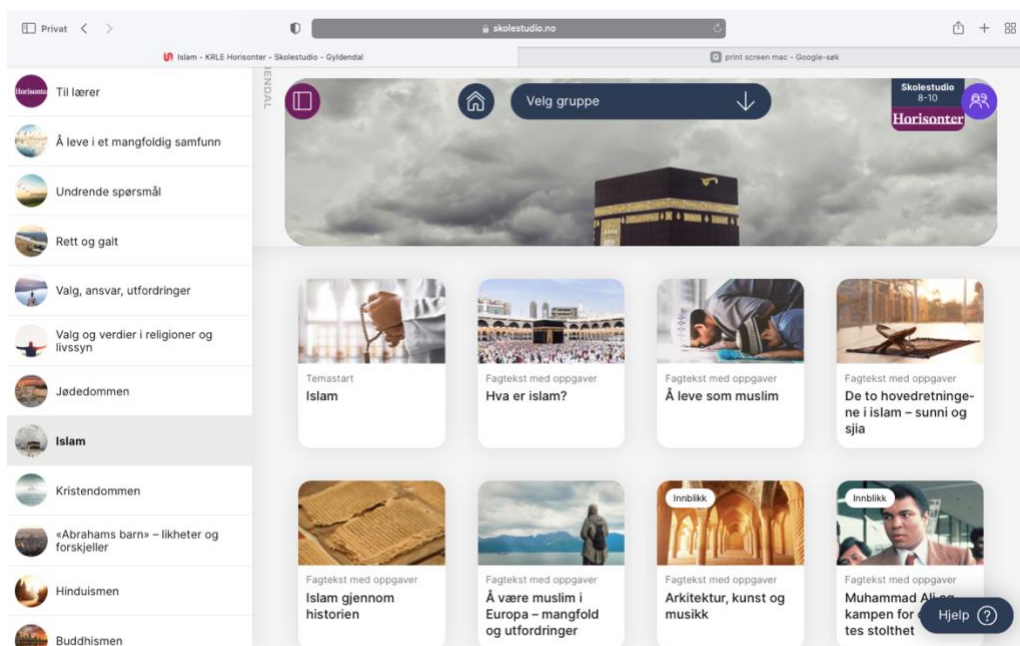 Privat
skolestudio.no
Islam - KRLE Horisonter - Skolestudio - Gyldendal
print screen mac - Google-søk
Horisonter
Til lærer
Å leve i et mangfoldig samfunn
Undrende spørsmål
Rett og galt
Valg, ansvar, utfordringer
Valg og verdier i religioner og
livssyn
Jødedommen
Islam
Kristendommen
«Abrahams barn» – likheter og
forskjeller
Hinduismen
Buddhismen
Velg gruppe
Skolestudio
8-10
Horisonter
Temastart
Islam
Fagtekst med oppgaver
Hva er islam?
Fagtekst med oppgaver
Å leve som muslim
Fagtekst med oppgaver
De to hovedretninge-
ne i islam – sunni og
sjia
Fagtekst med oppgaver
Islam gjennom
historien
Fagtekst med oppgaver
Å være muslim i
Europa – mangfold
og utfordringer
Innblikk
Fagtekst med oppgaver
Arkitektur, kunst og
musikk
Innblikk
Fagtekst med oppgaver
Muhammad Ali og
kampen for
tes stolthet
Hjelp